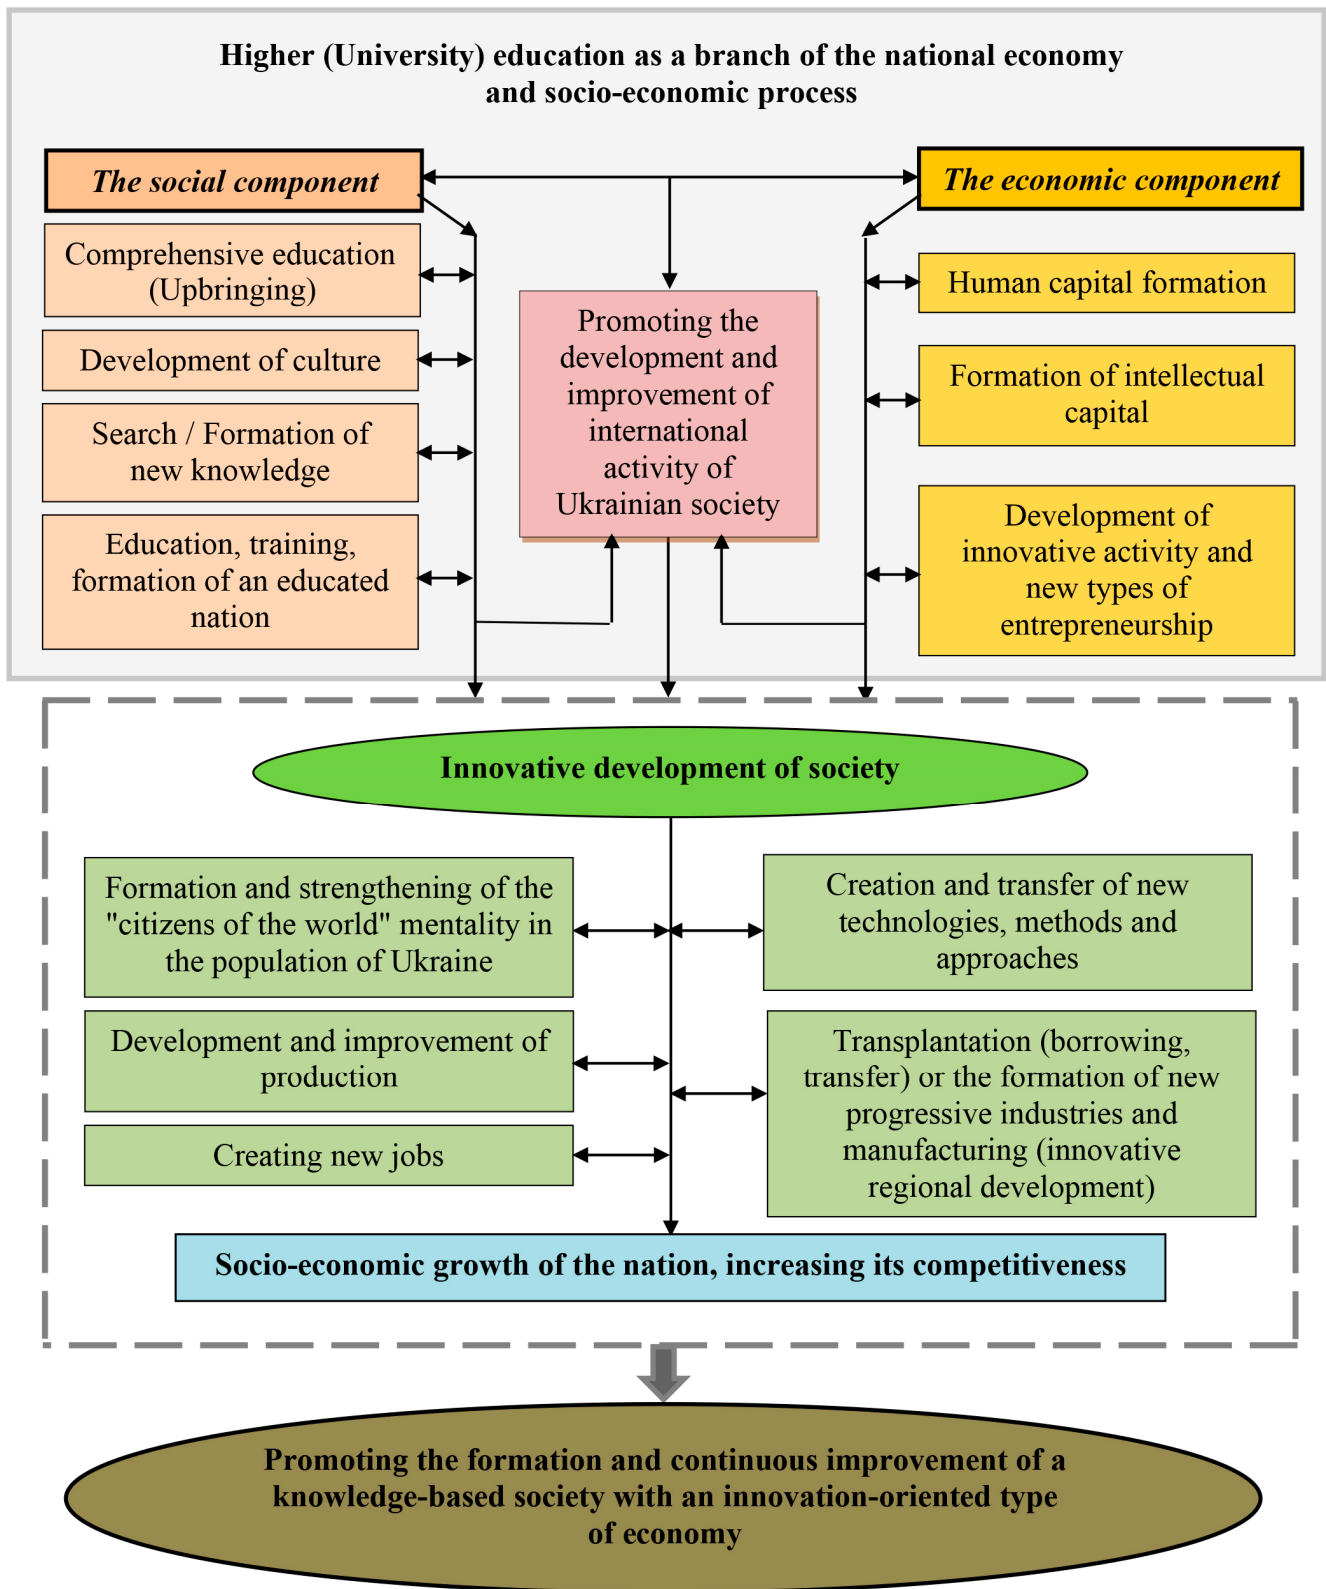 Higher (University) education as a branch of the national economy
and socio-economic process
The social component
The economic component
Comprehensive education
(Upbringing)
Development of culture
Search / Formation of
new knowledge
Education, training,
formation of an educated
nation
Promoting the
development and
improvement of
international
activity of
Ukrainian society
Human capital formation
Formation of intellectual
capital
Development of
innovative activity and
new types of
entrepreneurship
Innovative development of society
Formation and strengthening of the
"citizens of the world" mentality in
the population of Ukraine
Development and improvement of
production
Creating new jobs
Creation and transfer of new
technologies, methods and
approaches
Transplantation (borrowing,
transfer) or the formation of new
progressive industries and
manufacturing (innovative
regional development)
Socio-economic growth of the nation, increasing its competitiveness
Promoting the formation and continuous improvement of a
knowledge-based society with an innovation-oriented type
of economy